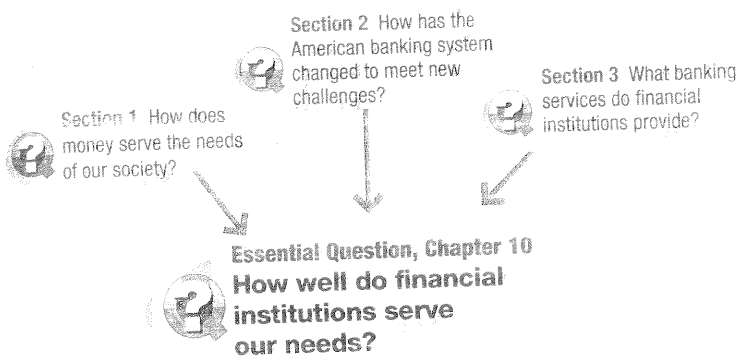 Section 1 How does
money serve the needs
of our society?
Section 2 How has the
American banking system
changed to meet new
challenges?
Section 3 What banking
services do financial
institutions provide?
Essential Question, Chapter 10
How well do financial
institutions serve
our needs?